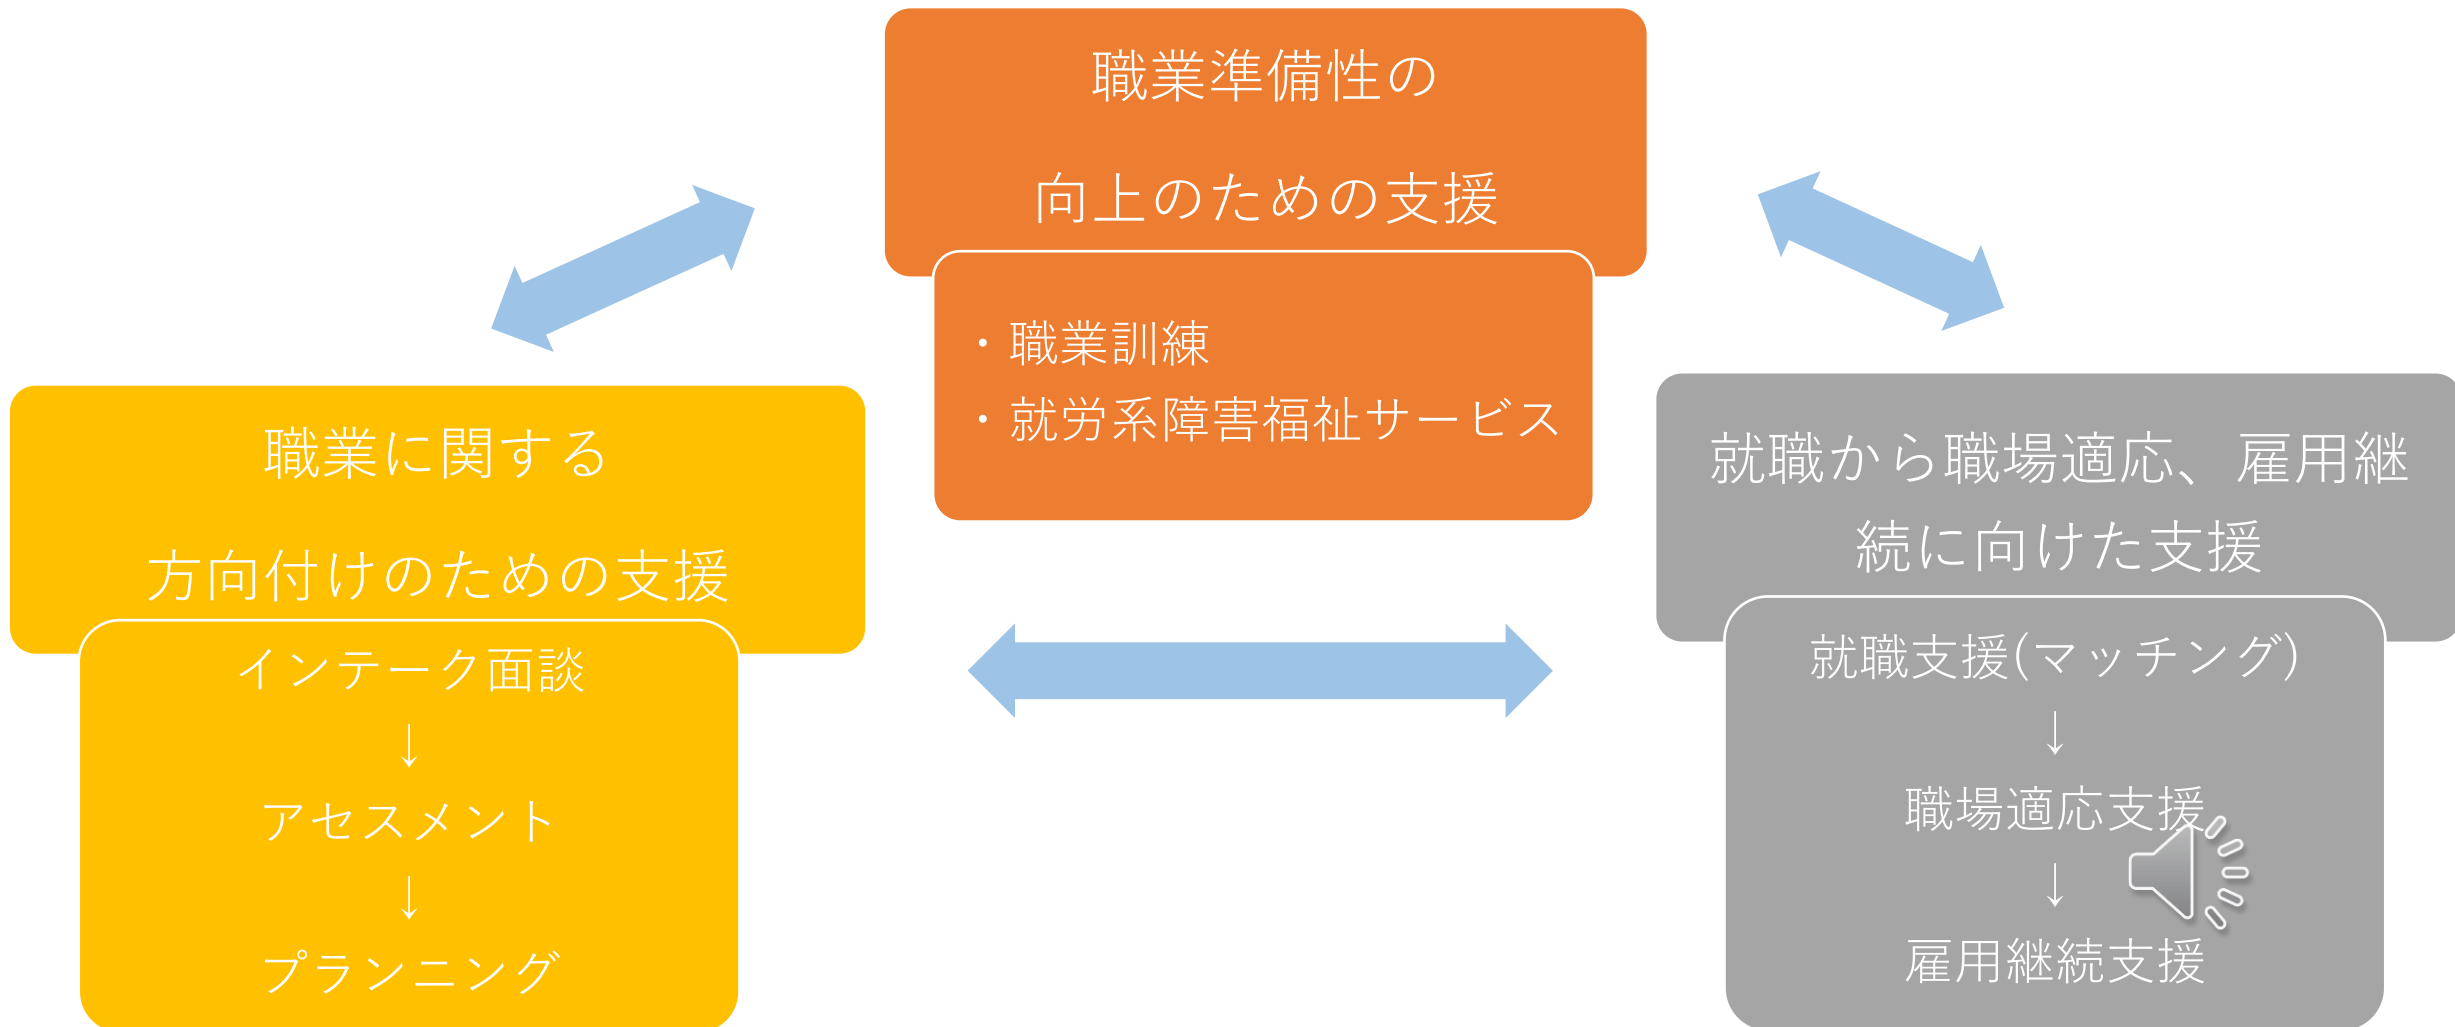 職業準備性の
向上のための支援
・職業訓練
・就労系障害福祉サービス
職業に関する
方向付けのための支援
インテーク面談
↓
アセスメント
↓
プランニング
就職から職場適応、雇用継
続に向けた支援
就職支援(マッチング)
↓
職場適応支援
↓
雇用継続支援